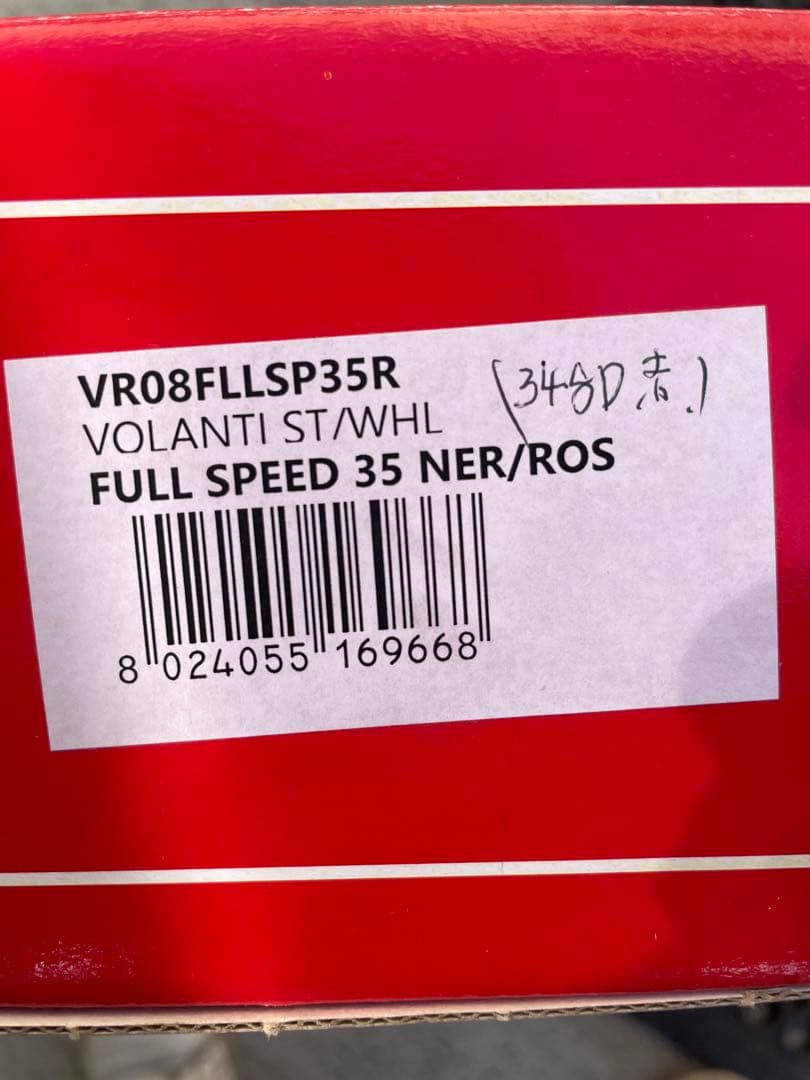 VR08FLLSP35R
VOLANTI ST/WHL
FULL SPEED 35 NER/ROS
8 024055 169668